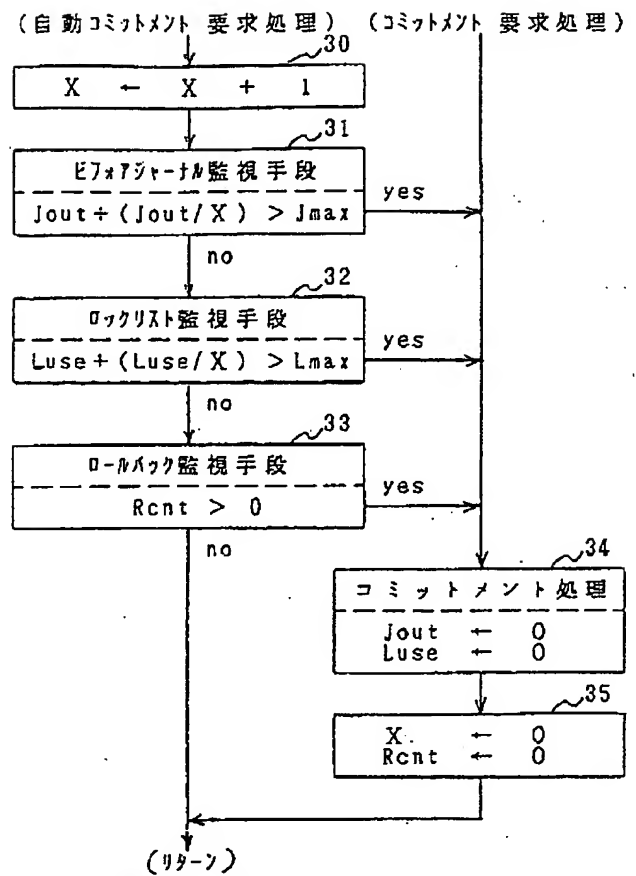 (自動コミットメント 要求処理) (コミットメント 要求処理)
30
X ← X + 1
31
ビフォアジャーナル監視手段
Jout+(Jout/X) > Jmax
yes
no
32
ロックリスト監視手段
Luse+(Luse/X) >Lmax
yes
no
33
ロールバック監視手段
Rcnt > 0
yes
no
34
コミットメント処理
Jout ← 0
Luse ← 0
35
X ← 0
Rcnt ← 0
(リターン)